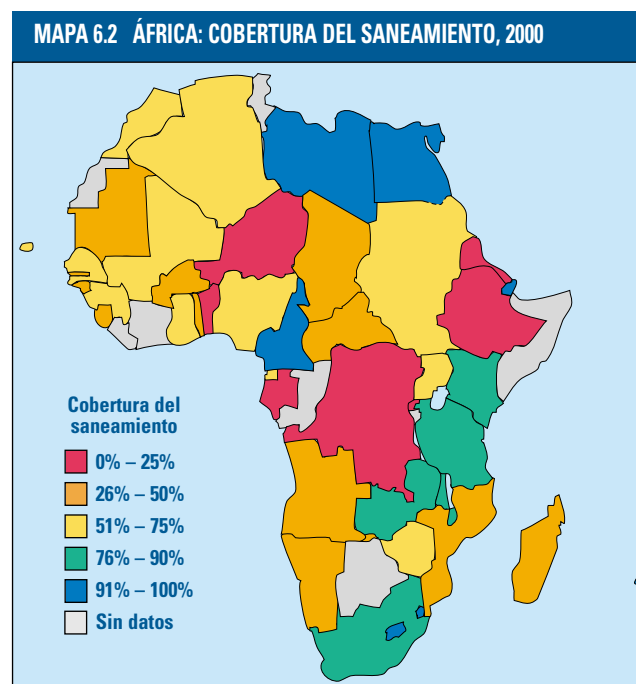 MAPA 6.2 ÁFRICA: COBERTURA DEL SANEAMIENTO, 2000
Cobertura del
saneamiento
0% – 25%
26% – 50%
51% – 75%
76% – 90%
91% – 100%
Sin datos